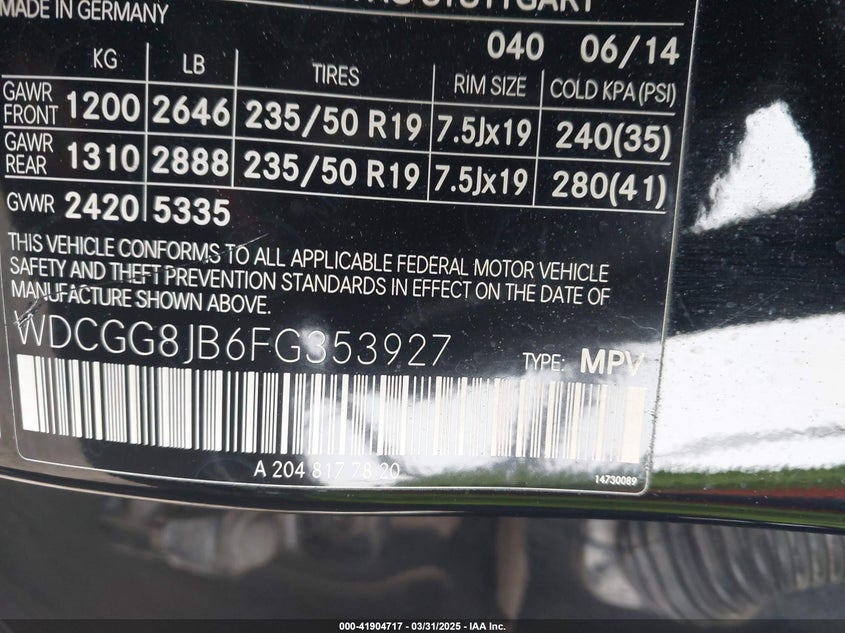 STUTTGART
MADE IN GERMANY
040 06/14
KG LB TIRES RIM SIZE COLD KPA(PSI)
GAWR FRONT 1200 2646 235/50 R19 7.5Jx19 240(35)
GAWR REAR 1310 2888 235/50 R19 7.5Jx19 280(41)
GVWR 2420 5335
THIS VEHICLE CONFORMS TO ALL APPLICABLE FEDERAL MOTOR VEHICLE
SAFETY AND THEFT PREVENTION STANDARDS IN EFFECT ON THE DATE OF
MANUFACTURE SHOWN ABOVE.
WDCGG8JB6FG353927 TYPE: MPV
A 204 817 78 20
14730089
000-41904717 - 03/31/2025 - IAA Inc.